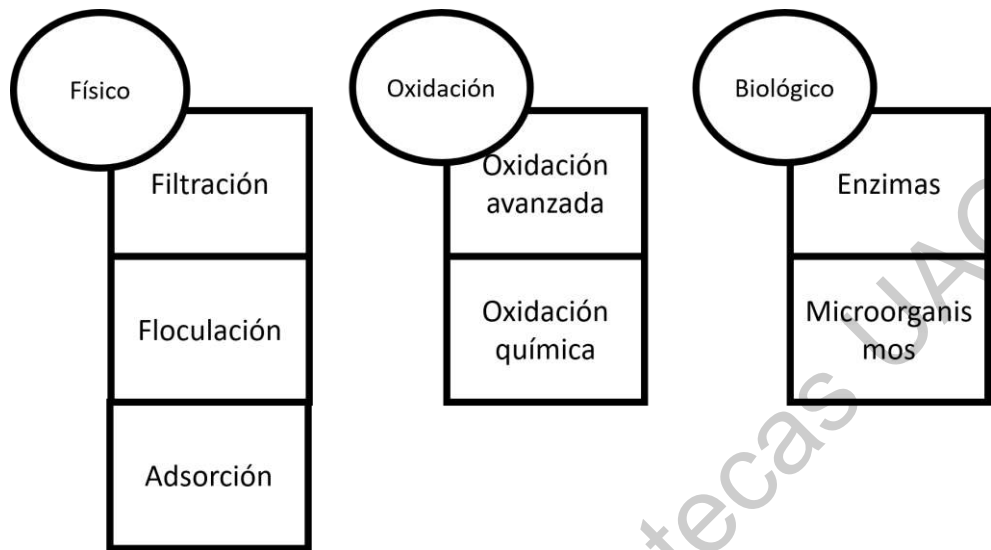 Físico
Filtración
Floculación
Adsorción
Oxidación
Oxidación
avanzada
Oxidación
química
Biológico
Enzimas
Microorganis
mos